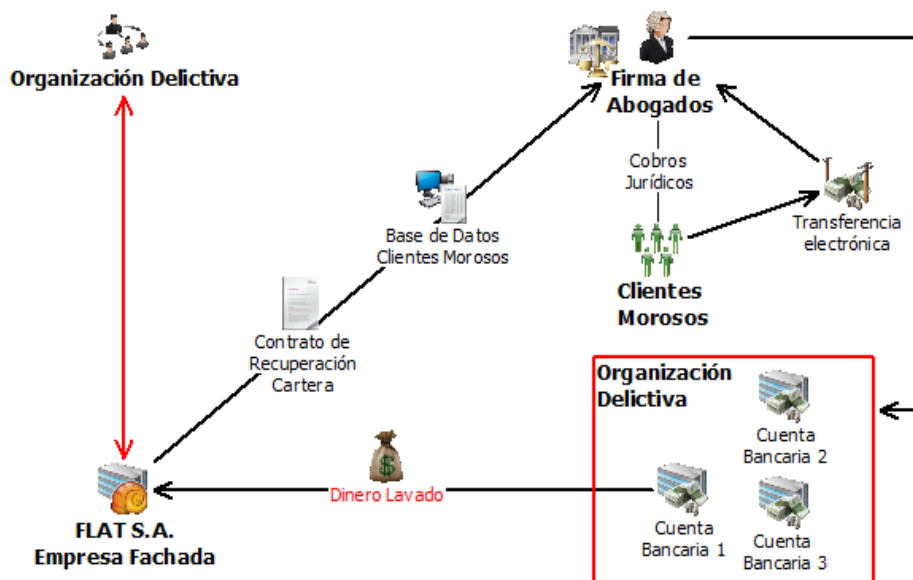 Organización Delictiva
Firma de
Abogados
Cobros
Jurídicos
Transferencia
electrónica
Base de Datos
Clientes Morosos
Clientes
Morosos
Contrato de
Recuperación
Cartera
Organización
Delictiva
Cuenta
Bancaria 2
Dinero Lavado
Cuenta
Bancaria 1
Cuenta
Bancaria 3
FLAT S.A.
Empresa Fachada